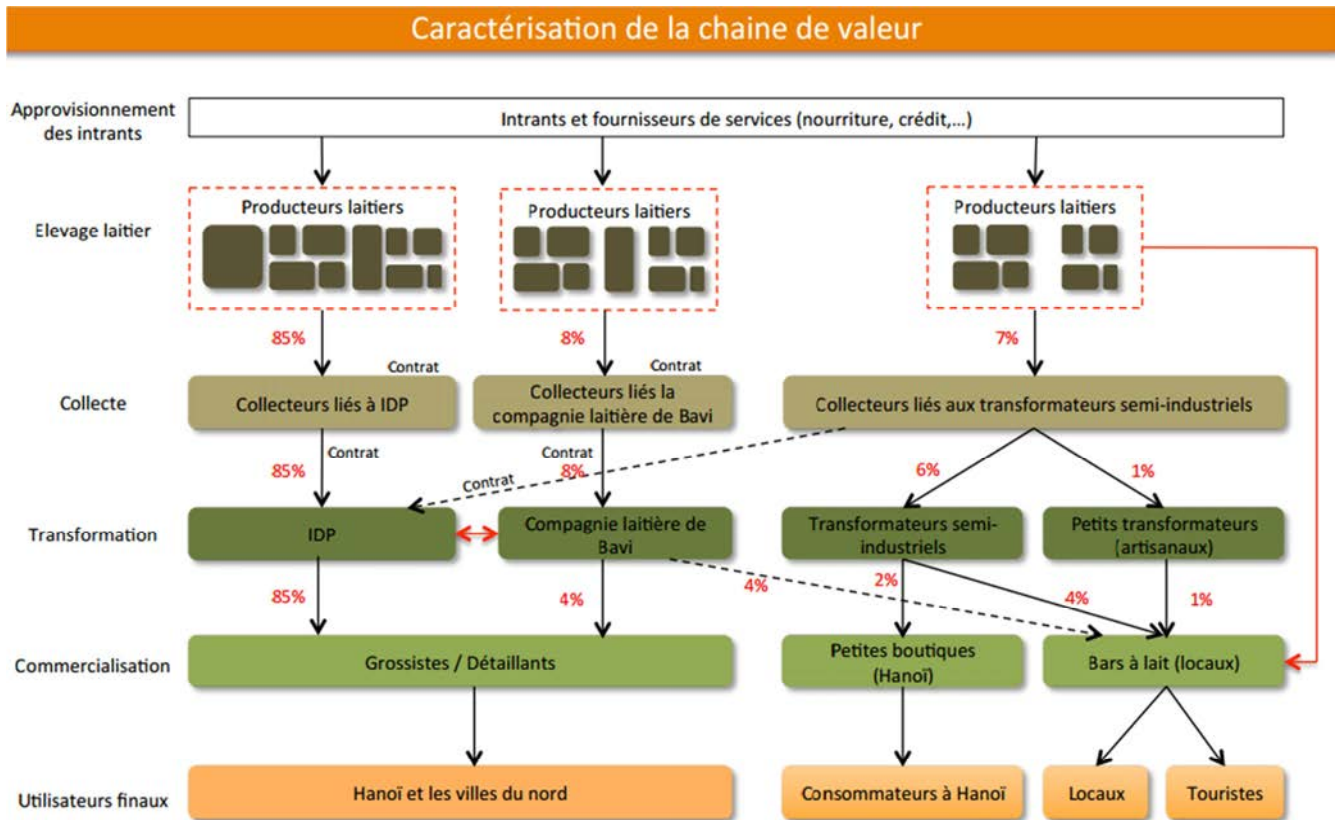 Caractérisation de la chaine de valeur
Approvisionnement
des intrants
Intrants et fournisseurs de services (nourriture, crédit,...)
Elevage laitier
Producteurs laitiers
Producteurs laitiers
Producteurs laitiers
85%
8%
7%
Contrat
Contrat
Collecte
Collecteurs liés à IDP
Collecteurs liés la
compagnie laitière de Bavi
Collecteurs liés aux transformateurs semi-industriels
85%
Contrat
Contrat
8%
Contrat
6%
1%
Transformation
IDP
Compagnie laitière de
Bavi
Transformateurs semi-
industriels
Petits transformateurs
(artisanaux)
85%
4%
4%
2%
4%
1%
Commercialisation
Grossistes / Détaillants
Petites boutiques
(Hanoï)
Bars à lait (locaux)
Utilisateurs finaux
Hanoï et les villes du nord
Consommateurs à Hanoï
Locaux
Touristes